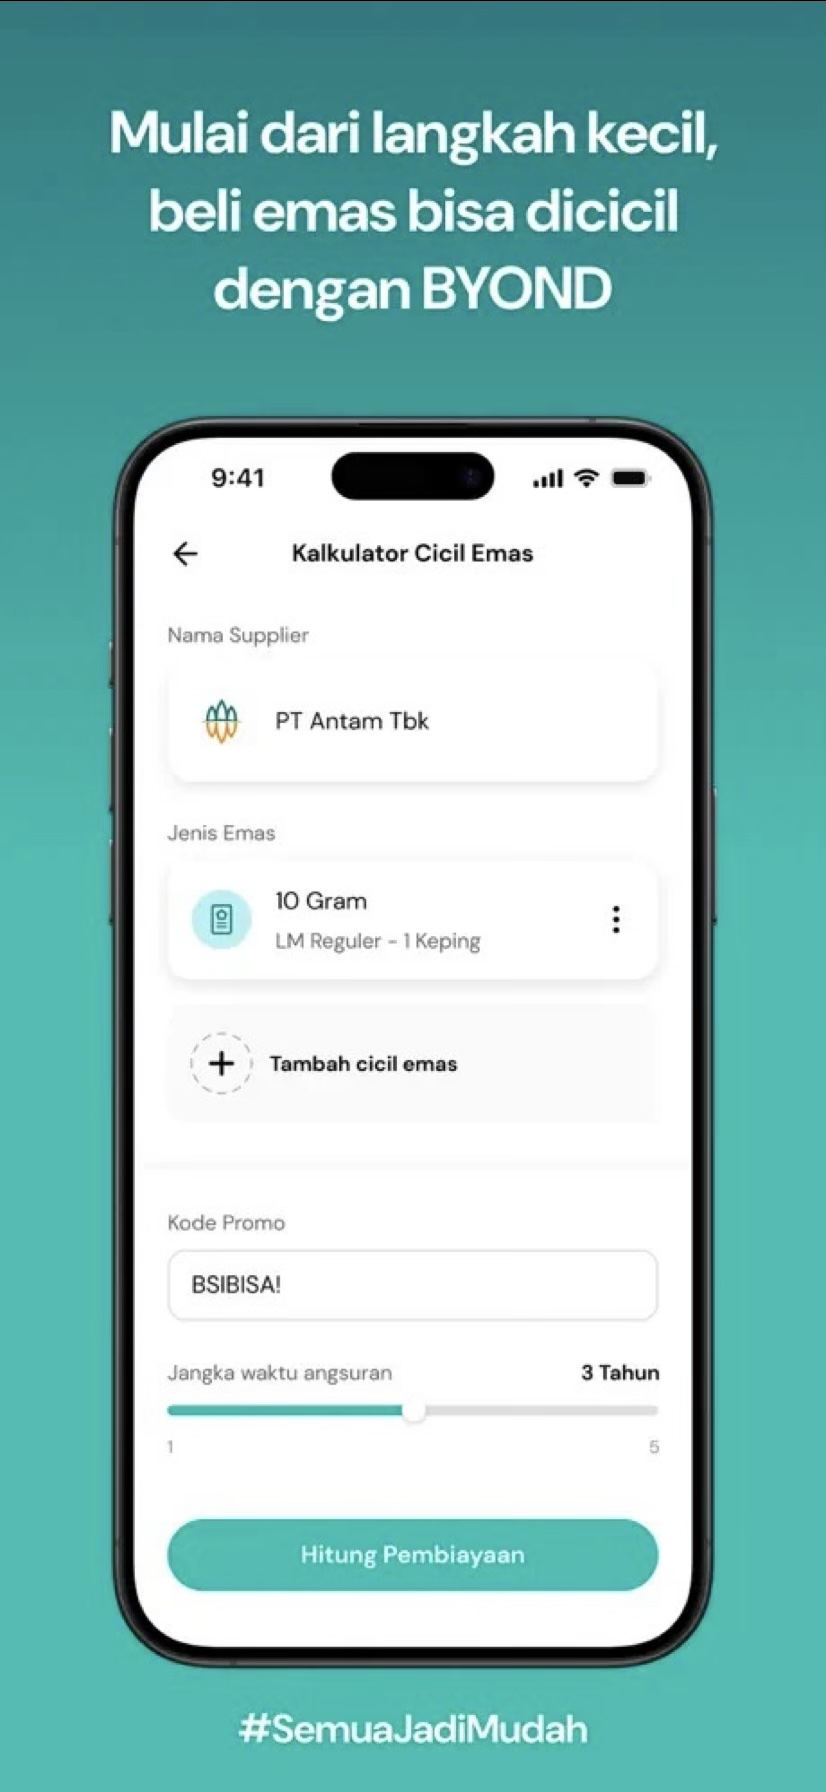 Mulai dari langkah kecil,
beli emas bisa dicicil
dengan BYOND
9:41
Kalkulator Cicil Emas
Nama Supplier
PT Antam Tbk
Jenis Emas
10 Gram
LM Reguler - 1 Keping
Tambah cicil emas
Kode Promo
BSIBISA!
Jangka waktu angsuran 3 Tahun
1 5
Hitung Pembiayaan
#SemuaJadiMudah